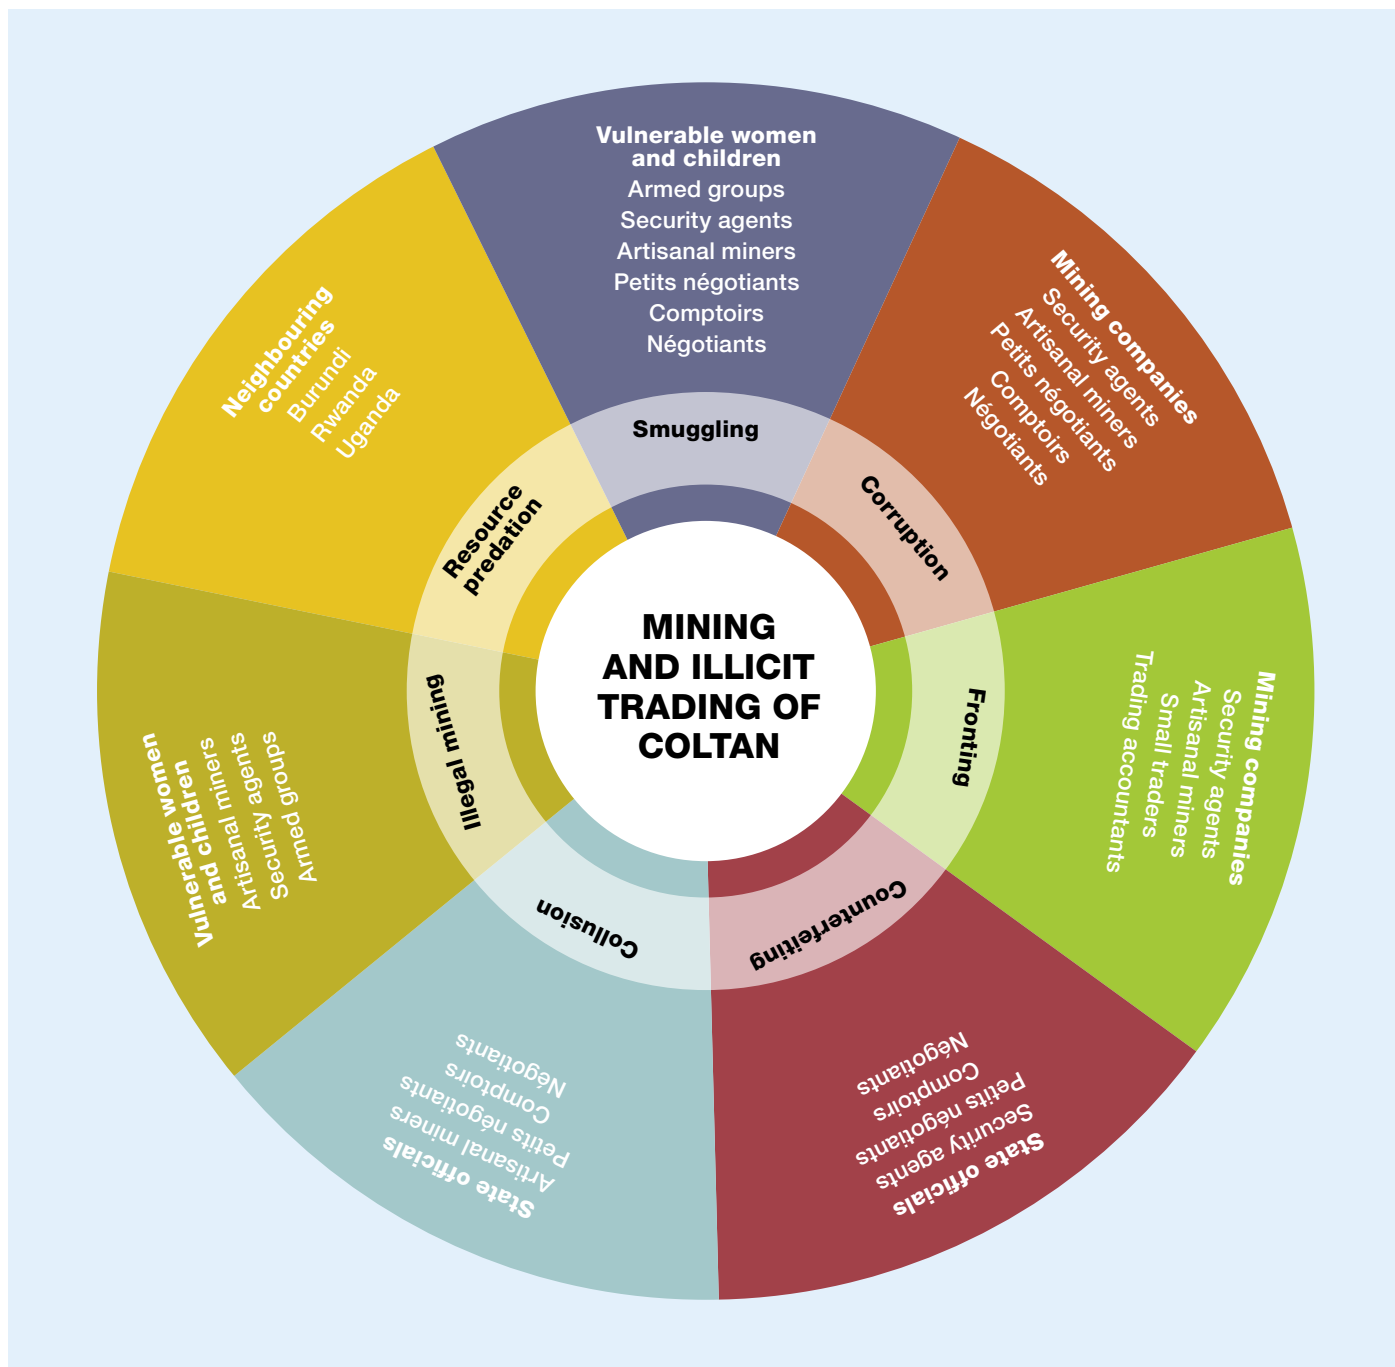 MINING
AND ILLICIT
TRADING OF
COLTAN
Smuggling
Vulnerable women
and children
Armed groups
Security agents
Artisanal miners
Petits négotiants
Comptoirs
Négotiants
Corruption
Mining companies
Security agents
Artisanal miners
Petits négotiants
Comptoirs
Négotiants
Fronting
Mining companies
Security agents
Artisanal miners
Small traders
Trading accountants
Counterfeiting
State officials
Security agents
Petits négotiants
Comptoirs
Négotiants
Collusion
State officials
Artisanal miners
Petits négotiants
Comptoirs
Négotiants
Illegal mining
Vulnerable women
and children
Artisanal miners
Security agents
Armed groups
Resource
predation
Neighbouring
countries
Burundi
Rwanda
Uganda